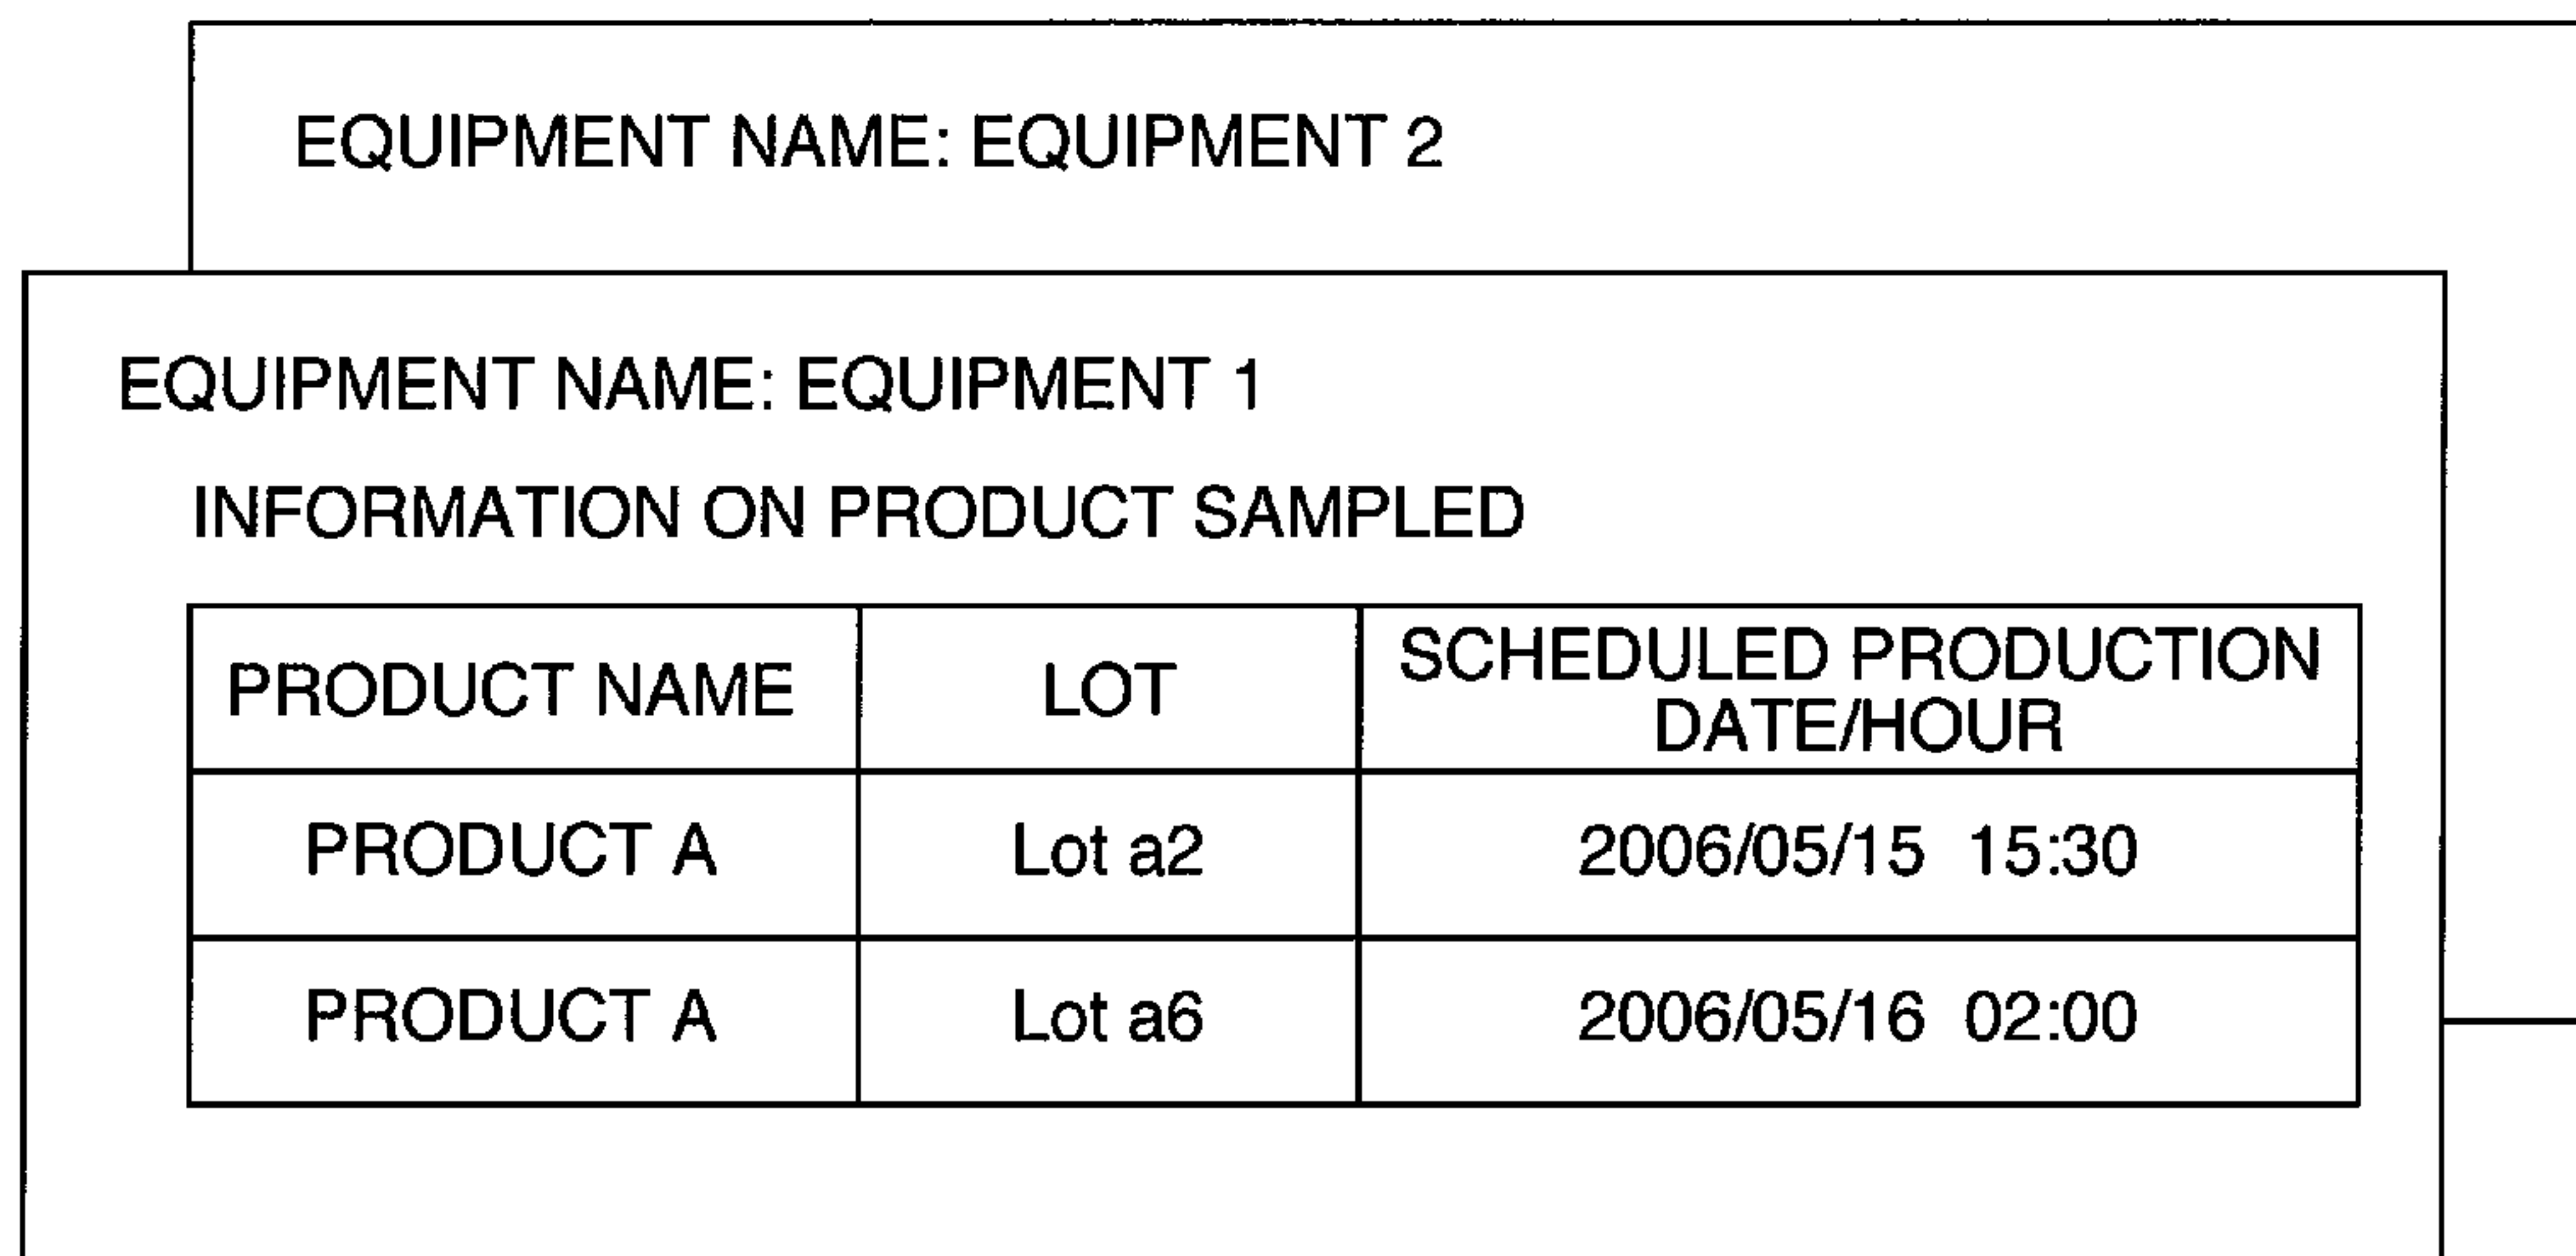 EQUIPMENT NAME: EQUIPMENT 2
EQUIPMENT NAME: EQUIPMENT 1
INFORMATION ON PRODUCT SAMPLED
PRODUCT NAME LOT SCHEDULED PRODUCTION
DATE/HOUR
PRODUCT A Lot a2 2006/05/15 15:30
PRODUCT A Lot a6 2006/05/16 02:00